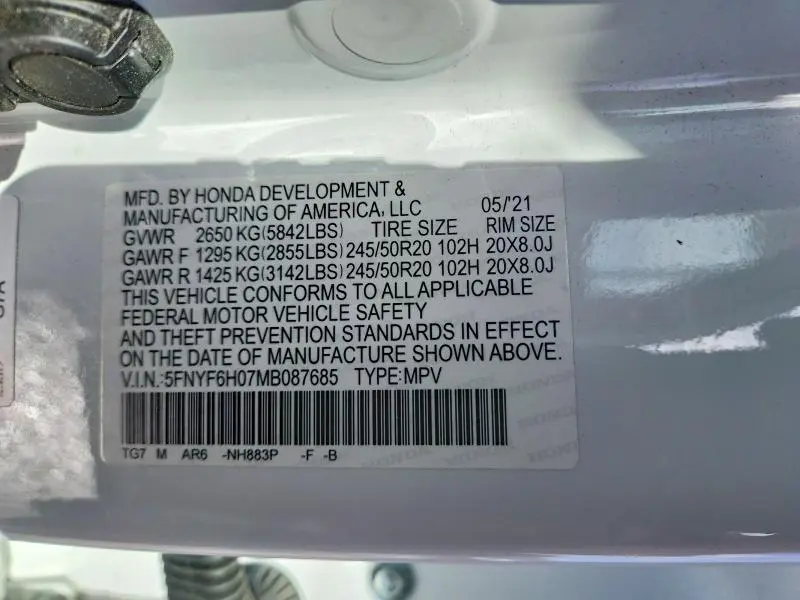 MFD. BY HONDA DEVELOPMENT &
MANUFACTURING OF AMERICA, LLC 05/'21
GVWR 2650 KG(5842LBS) TIRE SIZE RIM SIZE
GAWR F 1295 KG(2855LBS) 245/50R20 102H 20X8.0J
GAWR R 1425 KG(3142LBS) 245/50R20 102H 20X8.0J
THIS VEHICLE CONFORMS TO ALL APPLICABLE
FEDERAL MOTOR VEHICLE SAFETY
AND THEFT PREVENTION STANDARDS IN EFFECT
ON THE DATE OF MANUFACTURE SHOWN ABOVE.
V.I.N.:5FNYF6H07MB087685 TYPE:MPV
TG7 M AR6 -NH883P -F -B